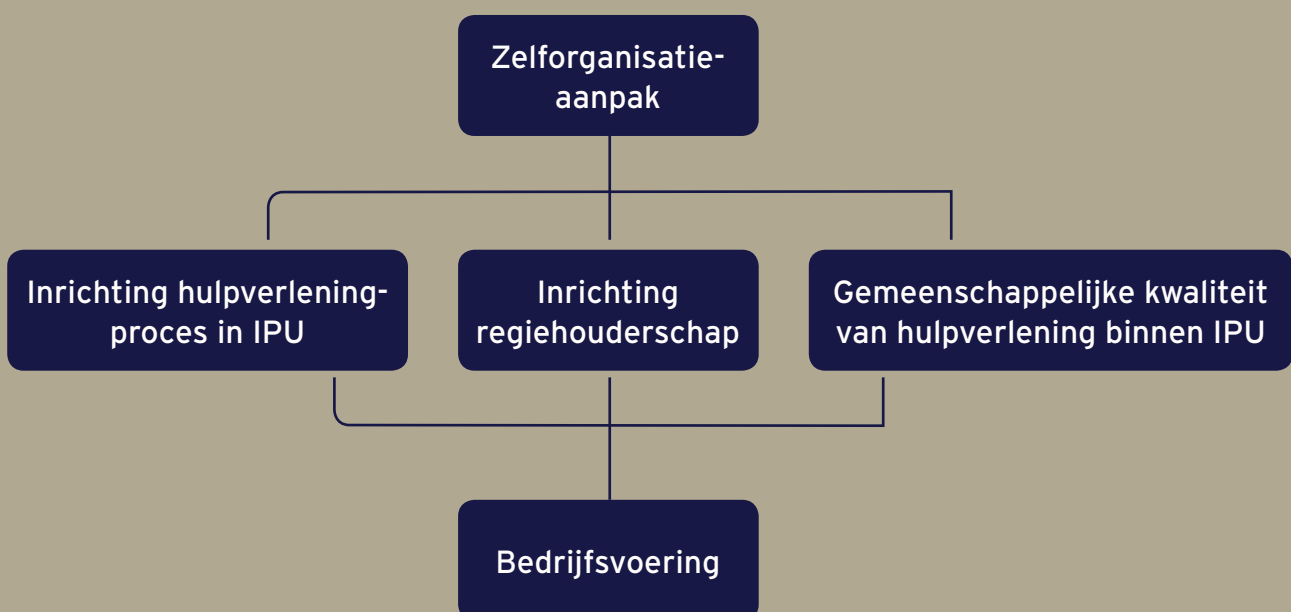 Zelforganisatie-
aanpak
Inrichting hulpverlening-
proces in IPU
Inrichting
regiehouderschap
Gemeenschappelijke kwaliteit
van hulpverlening binnen IPU
Bedrijfsvoering